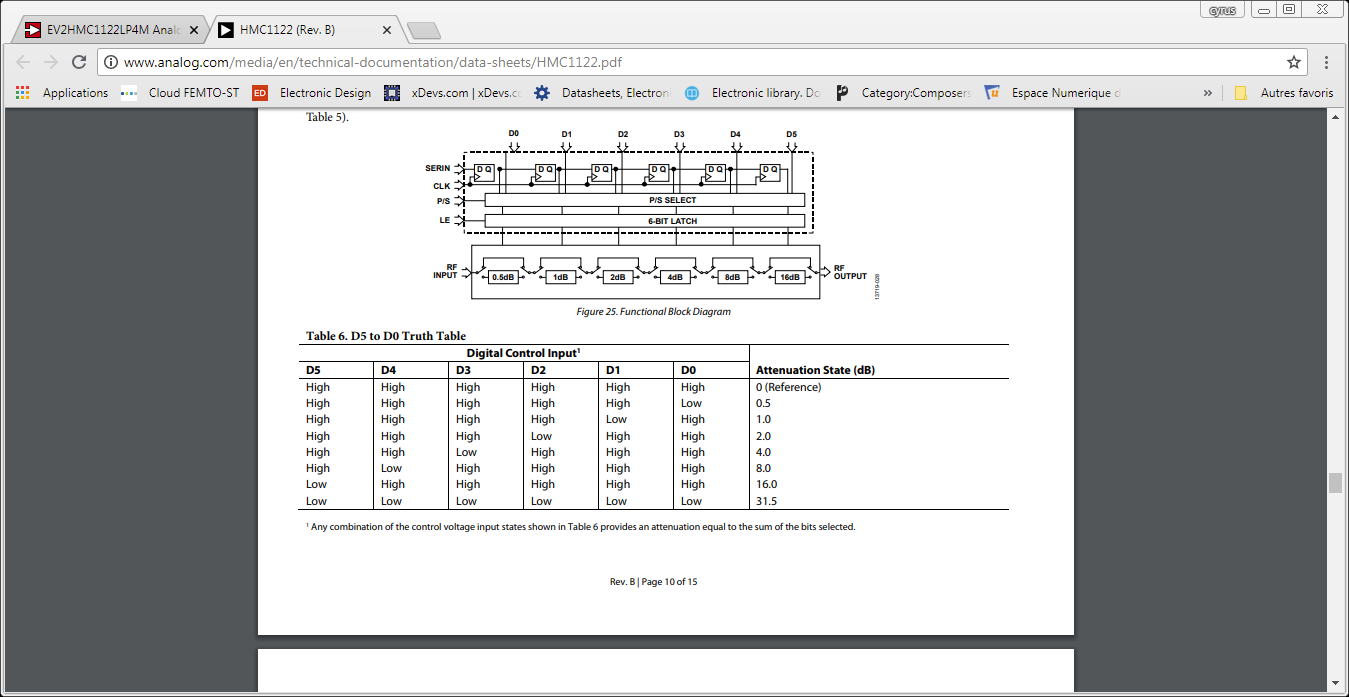 cyrus
EV2HMC1122LP4M Analo
HMC1122 (Rev. B)
www.analog.com/media/en/technical-documentation/data-sheets/HMC1122.pdf
Applications Cloud FEMTO-ST ED Electronic Design xDevs.com | xDevs.co Datasheets, Electron Electronic library. Do Category:Composers Espace Numerique d » Autres favoris
Table 5).
D0 D1 D2 D3 D4 D5
SERIN D Q D Q D Q D Q D Q D Q
CLK
P/S P/S SELECT
LE 6-BIT LATCH
RF INPUT 0.5dB 1dB 2dB 4dB 8dB 16dB RF OUTPUT
13719-028
Figure 25. Functional Block Diagram
Table 6. D5 to D0 Truth Table
Digital Control Input¹
D5 D4 D3 D2 D1 D0 Attenuation State (dB)
High High High High High High 0 (Reference)
High High High High High Low 0.5
High High High High Low High 1.0
High High High Low High High 2.0
High High Low High High High 4.0
High Low High High High High 8.0
Low High High High High High 16.0
Low Low Low Low Low Low 31.5
¹ Any combination of the control voltage input states shown in Table 6 provides an attenuation equal to the sum of the bits selected.
Rev. B | Page 10 of 15